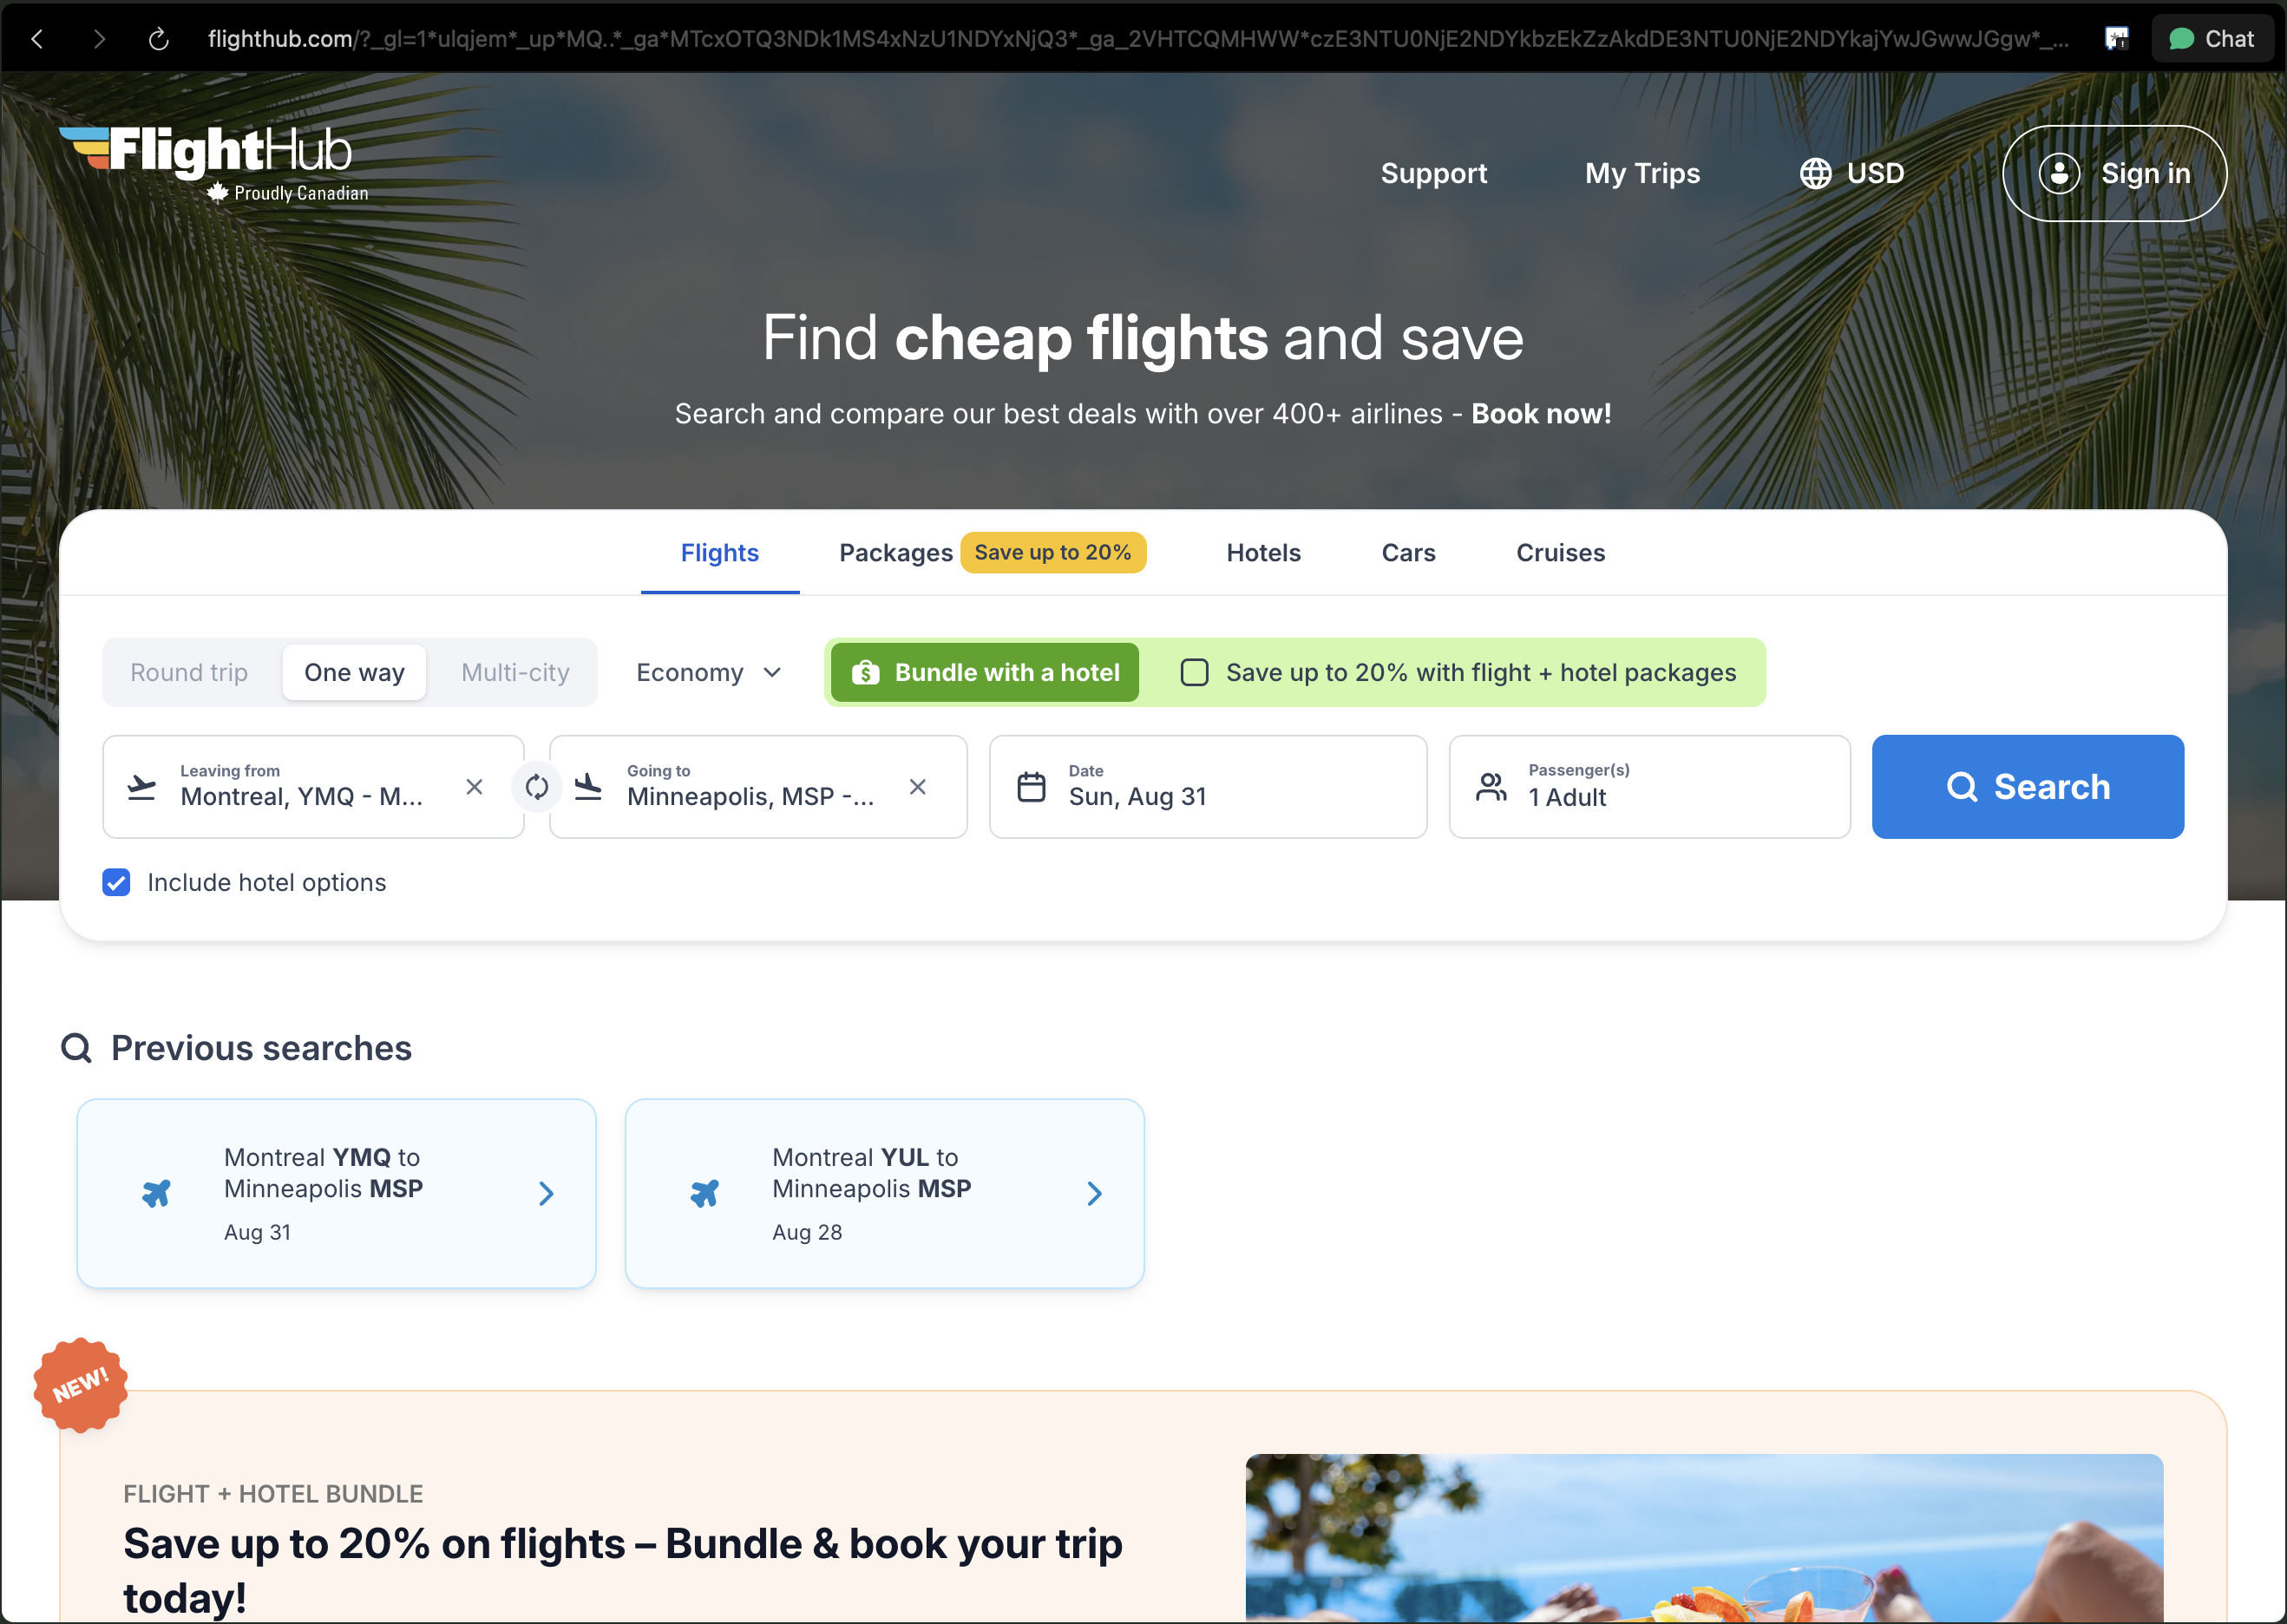 flighthub.com/?_gl=1*ulqjem*_up*MQ..*_ga*MTcxOTQ3NDk1MS4xNzU1NDYxNjQ3*_ga_2VHTCQMHWW*czE3NTU0NjE2NDYkbzEkZzAkdDE3NTU0NjE2NDYkajYwJGwwJGgw*_...
Chat
FlightHub
Proudly Canadian
Support
My Trips
USD
Sign in
Find cheap flights and save
Search and compare our best deals with over 400+ airlines - Book now!
Flights
Packages
Save up to 20%
Hotels
Cars
Cruises
Round trip
One way
Multi-city
Economy
Bundle with a hotel
Save up to 20% with flight + hotel packages
Leaving from
Montreal, YMQ - M...
Going to
Minneapolis, MSP -...
Date
Sun, Aug 31
Passenger(s)
1 Adult
Search
Include hotel options
Previous searches
Montreal YMQ to
Minneapolis MSP
Aug 31
Montreal YUL to
Minneapolis MSP
Aug 28
NEW!
FLIGHT + HOTEL BUNDLE
Save up to 20% on flights – Bundle & book your trip
today!